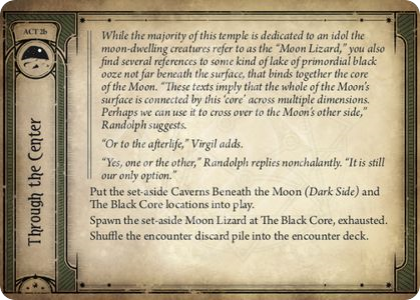 ACT 2b
Through the Center
While the majority of this temple is dedicated to an idol the
moon-dwelling creatures refer to as the “Moon Lizard,” you also
find several references to some kind of lake of primordial black
ooze not far beneath the surface, that binds together the core
of the Moon. “These texts imply that the whole of the Moon’s
surface is connected by this ‘core’ across multiple dimensions.
Perhaps we can use it to cross over to the Moon’s other side,”
Randolph suggests.
“Or to the afterlife,” Virgil adds.
“Yes, one or the other,” Randolph replies nonchalantly. “It is still
our only option.”
Put the set-aside Caverns Beneath the Moon (Dark Side) and
The Black Core locations into play.
Spawn the set-aside Moon Lizard at The Black Core, exhausted.
Shuffle the encounter discard pile into the encounter deck.